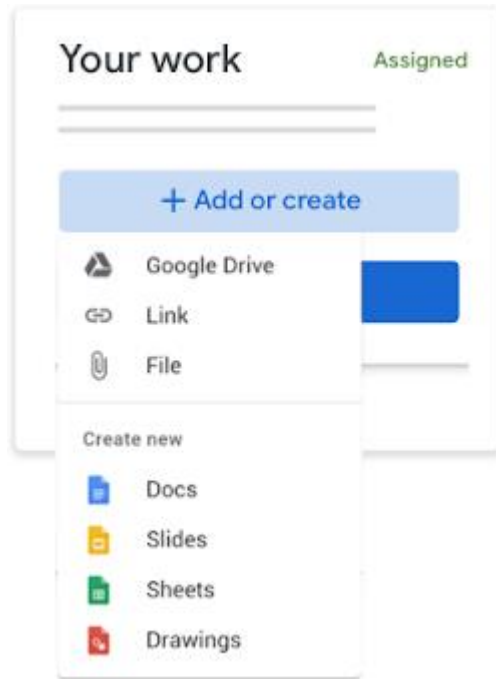 Your work
Assigned
+ Add or create
Google Drive
Link
File
Create new
Docs
Slides
Sheets
Drawings